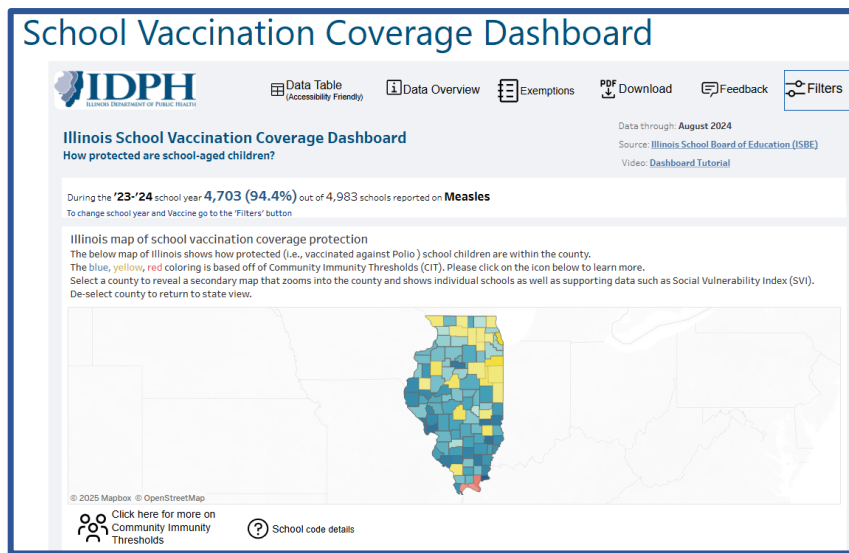 School Vaccination Coverage Dashboard
IDPH
ILLINOIS DEPARTMENT OF PUBLIC HEALTH
Data Table
(Accessibility Friendly)
Data Overview
Exemptions
PDF
Download
Feedback
Filters
Illinois School Vaccination Coverage Dashboard
How protected are school-aged children?
Data through: August 2024
Source: Illinois School Board of Education (ISBE)
Video: Dashboard Tutorial
During the '23-'24 school year 4,703 (94.4%) out of 4,983 schools reported on Measles
To change school year and Vaccine go to the 'Filters' button
Illinois map of school vaccination coverage protection
The below map of Illinois shows how protected (i.e., vaccinated against Polio ) school children are within the county.
The blue, yellow, red coloring is based off of Community Immunity Thresholds (CIT). Please click on the icon below to learn more.
Select a county to reveal a secondary map that zooms into the county and shows individual schools as well as supporting data such as Social Vulnerability Index (SVI).
De-select county to return to state view.
© 2025 Mapbox © OpenStreetMap
Click here for more on
Community Immunity
Thresholds
School code details